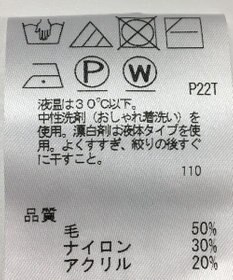 P
W
P22T
液温は30℃以下。
中性洗剤(おしゃれ着洗い)を
使用。漂白剤は液体タイプを使
用。よくすすぎ、絞りの後すぐ
に干すこと。
110
品質
毛 50%
ナイロン 30%
アクリル 20%